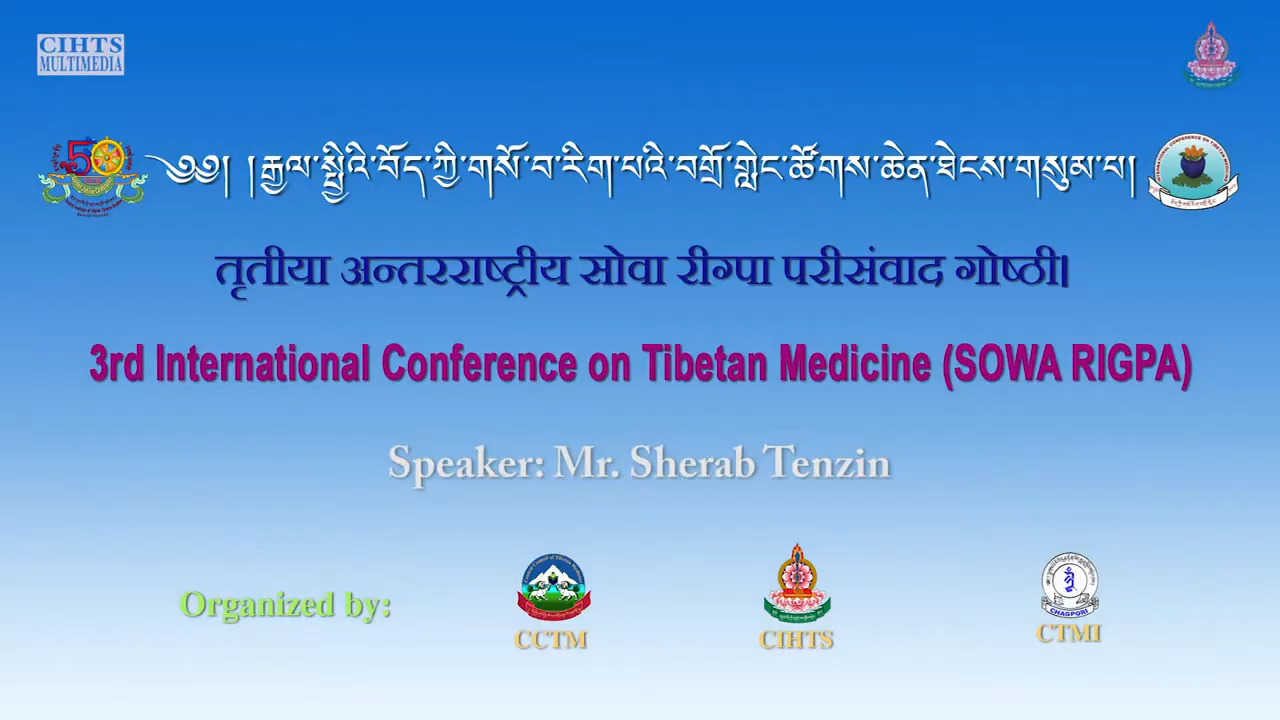 CIHTS
MULTIMEDIA
༄༅། །རྒྱལ་སྤྱིའི་བོད་ཀྱི་གསོ་བ་རིག་པའི་བགྲོ་གླེང་ཚོགས་ཆེན་ཐེངས་གསུམ་པ།
तृतीया अन्तरराष्ट्रीय सोवा रीग्पा परीसंवाद गोष्ठी।
3rd International Conference on Tibetan Medicine (SOWA RIGPA)
Speaker: Mr. Sherab Tenzin
Organized by:
CCTM
CIHTS
CHAGPORI
CTMI